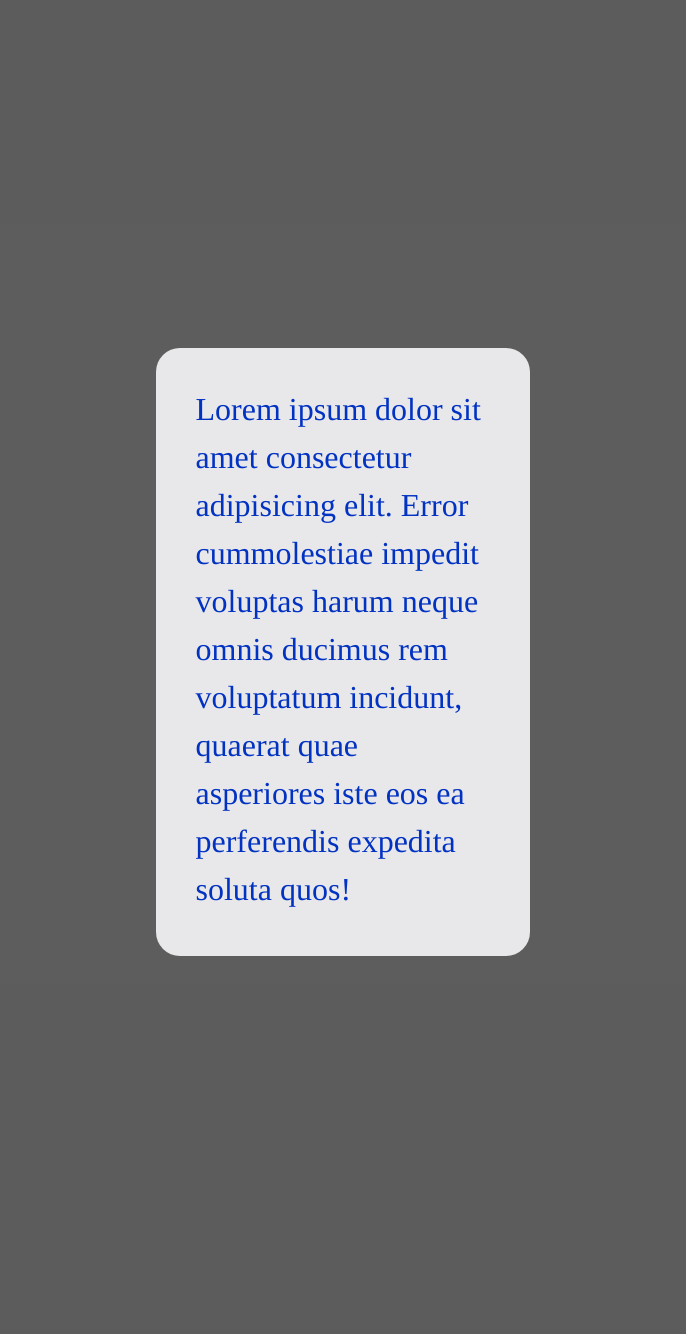 Lorem ipsum dolor sit
amet consectetur
adipisicing elit. Error
cummolestiae impedit
voluptas harum neque
omnis ducimus rem
voluptatum incidunt,
quaerat quae
asperiores iste eos ea
perferendis expedita
soluta quos!